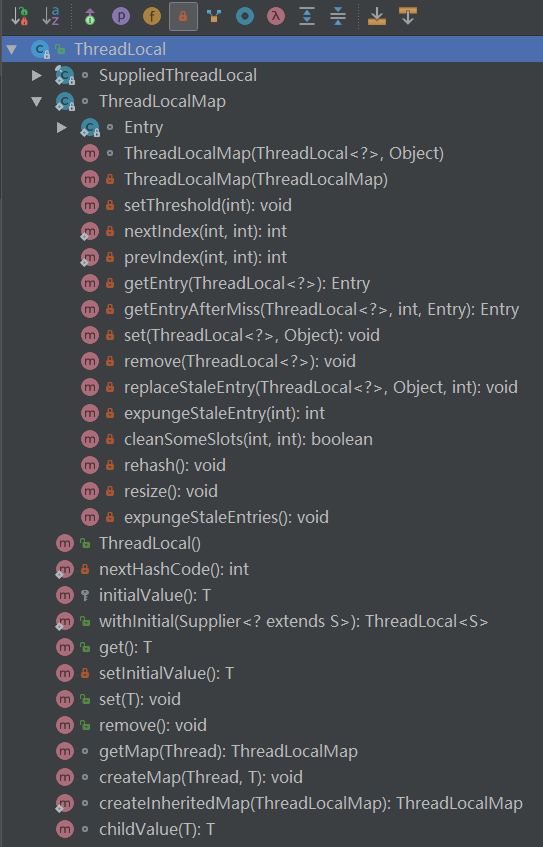 ThreadLocal
SuppliedThreadLocal
ThreadLocalMap
Entry
ThreadLocalMap(ThreadLocal<?>, Object)
ThreadLocalMap(ThreadLocalMap)
setThreshold(int): void
nextIndex(int, int): int
prevIndex(int, int): int
getEntry(ThreadLocal<?>): Entry
getEntryAfterMiss(ThreadLocal<?>, int, Entry): Entry
set(ThreadLocal<?>, Object): void
remove(ThreadLocal<?>): void
replaceStaleEntry(ThreadLocal<?>, Object, int): void
expungeStaleEntry(int): int
cleanSomeSlots(int, int): boolean
rehash(): void
resize(): void
expungeStaleEntries(): void
ThreadLocal()
nextHashCode(): int
initialValue(): T
withInitial(Supplier<? extends S>): ThreadLocal<S>
get(): T
setInitialValue(): T
set(T): void
remove(): void
getMap(Thread): ThreadLocalMap
createMap(Thread, T): void
createInheritedMap(ThreadLocalMap): ThreadLocalMap
childValue(T): T